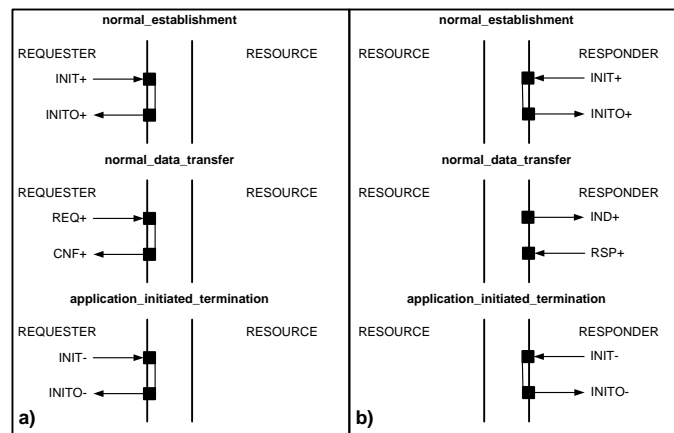 normal_establishment
REQUESTER RESOURCE
INIT+
INITO+
normal_data_transfer
REQUESTER RESOURCE
REQ+
CNF+
application_initiated_termination
REQUESTER RESOURCE
INIT-
INITO-
a)
normal_establishment
RESOURCE RESPONDER
INIT+
INITO+
normal_data_transfer
RESOURCE RESPONDER
IND+
RSP+
application_initiated_termination
RESOURCE RESPONDER
INIT-
INITO-
b)